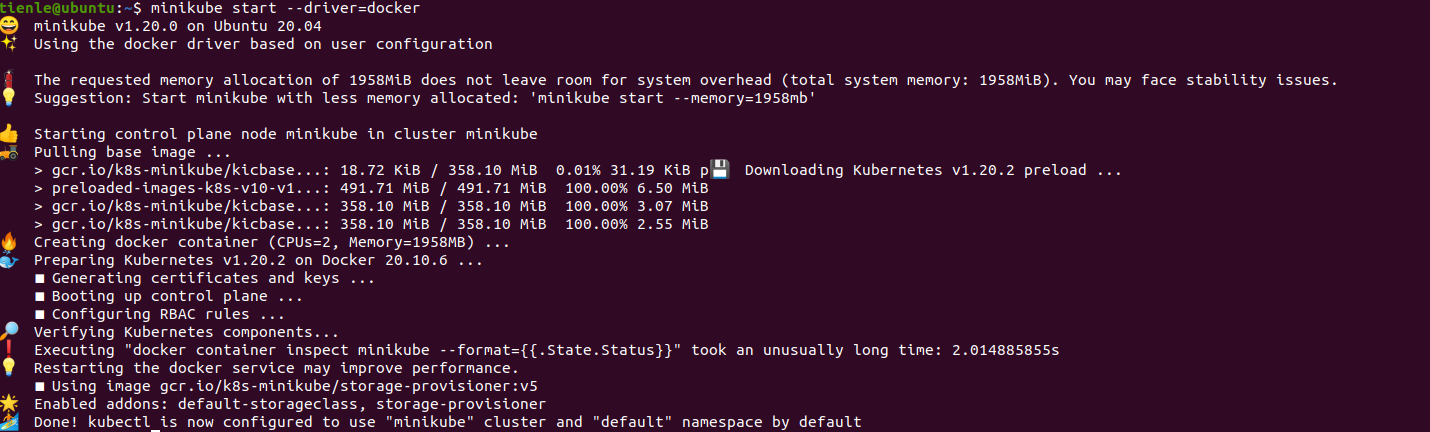 tienle@ubuntu:~$ minikube start --driver=docker
😄 minikube v1.20.0 on Ubuntu 20.04
✨ Using the docker driver based on user configuration
🧯 The requested memory allocation of 1958MiB does not leave room for system overhead (total system memory: 1958MiB). You may face stability issues.
💡 Suggestion: Start minikube with less memory allocated: 'minikube start --memory=1958mb'
👍 Starting control plane node minikube in cluster minikube
🚜 Pulling base image ...
> gcr.io/k8s-minikube/kicbase...: 18.72 KiB / 358.10 MiB 0.01% 31.19 KiB p💾 Downloading Kubernetes v1.20.2 preload ...
> preloaded-images-k8s-v10-v1...: 491.71 MiB / 491.71 MiB 100.00% 6.50 MiB
> gcr.io/k8s-minikube/kicbase...: 358.10 MiB / 358.10 MiB 100.00% 3.07 MiB
> gcr.io/k8s-minikube/kicbase...: 358.10 MiB / 358.10 MiB 100.00% 2.55 MiB
🔥 Creating docker container (CPUs=2, Memory=1958MB) ...
🐳 Preparing Kubernetes v1.20.2 on Docker 20.10.6 ...
▪ Generating certificates and keys ...
▪ Booting up control plane ...
▪ Configuring RBAC rules ...
🔎 Verifying Kubernetes components...
❗ Executing "docker container inspect minikube --format={{.State.Status}}" took an unusually long time: 2.014885855s
💡 Restarting the docker service may improve performance.
▪ Using image gcr.io/k8s-minikube/storage-provisioner:v5
🌟 Enabled addons: default-storageclass, storage-provisioner
🏄 Done! kubectl is now configured to use "minikube" cluster and "default" namespace by default